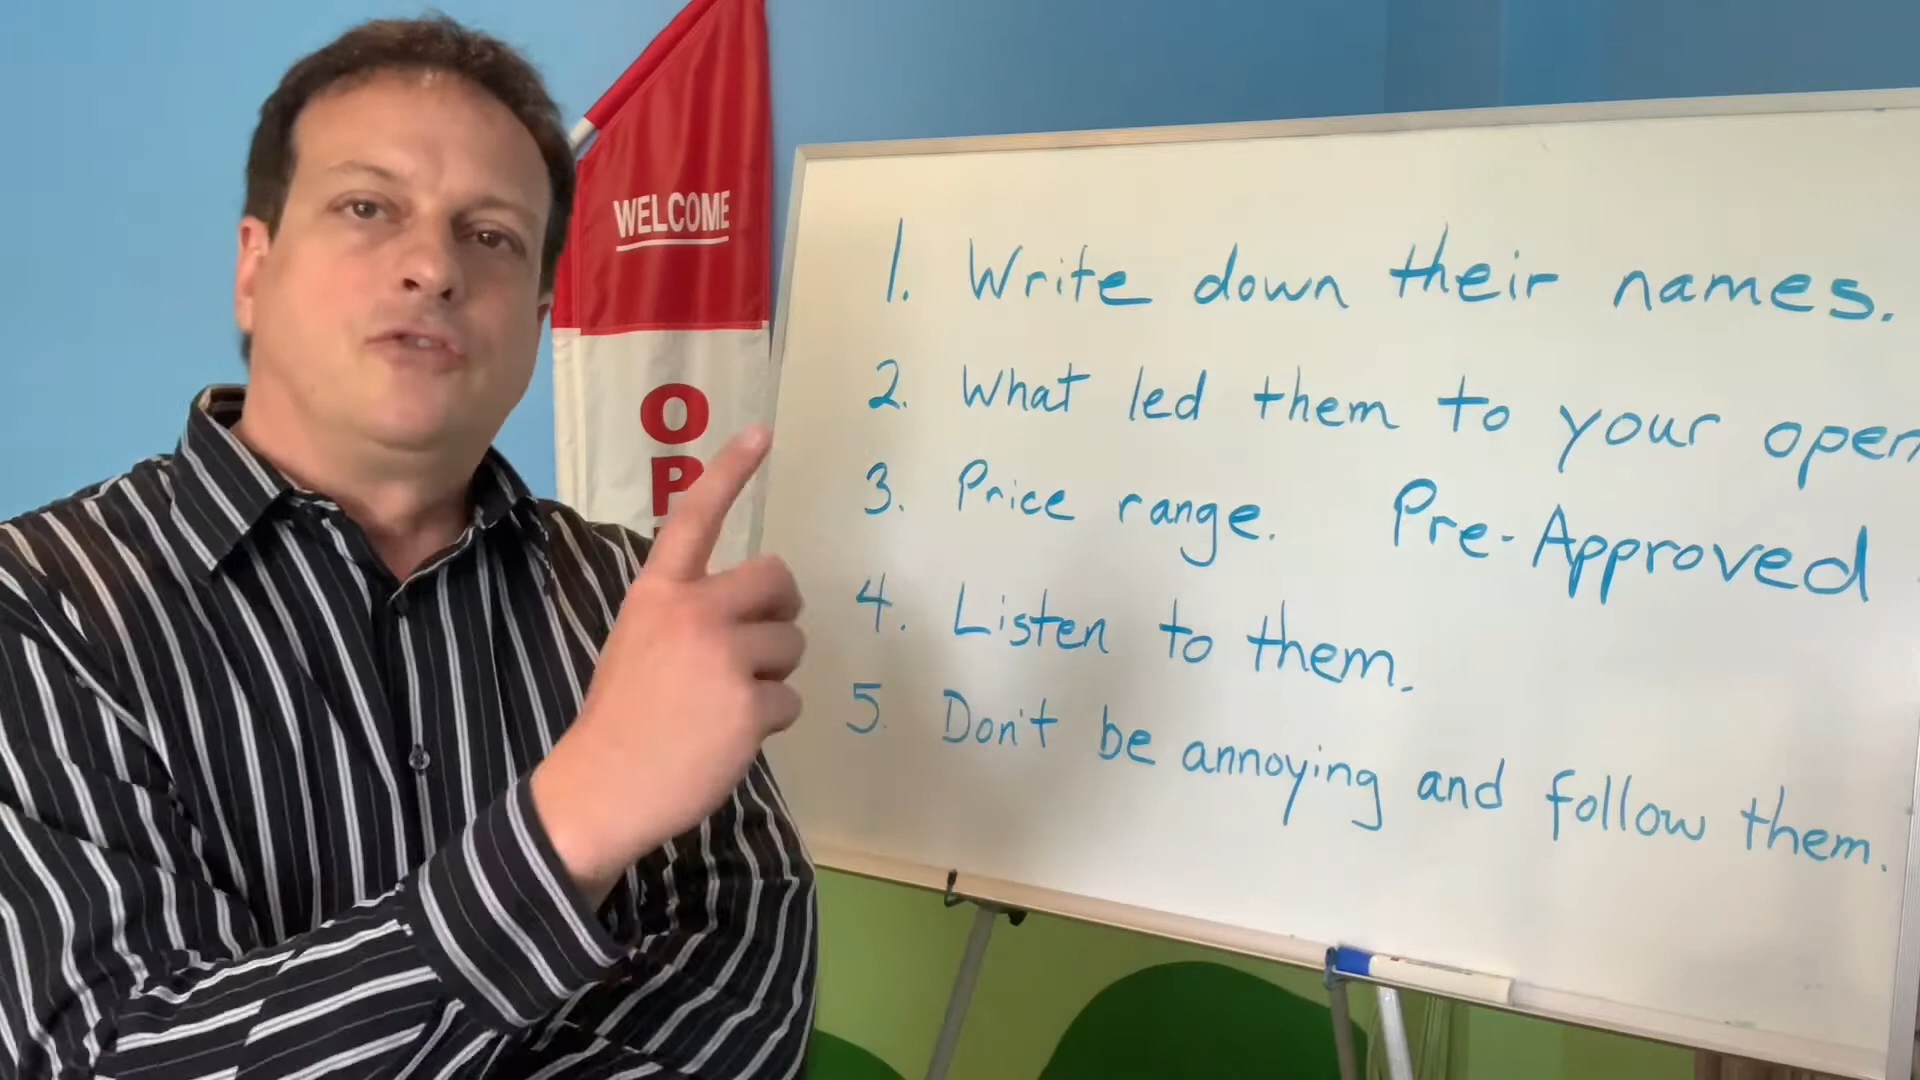 WELCOME
O
P
1. Write down their names.
2. What led them to your open
3. Price range. Pre-Approved
4. Listen to them.
5. Don't be annoying and follow them.